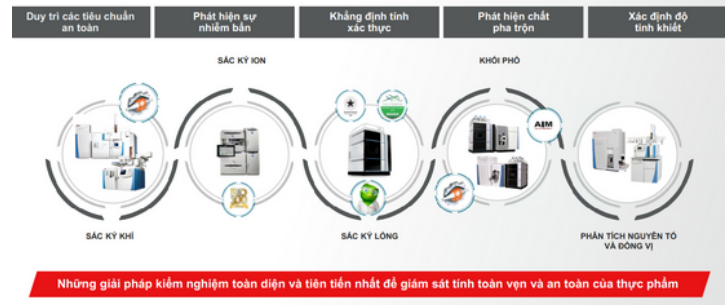 Duy trì các tiêu chuẩn
an toàn
Phát hiện sự
nhiễm bẩn
Khẳng định tính
xác thực
Phát hiện chất
pha trộn
Xác định độ
tinh khiết
SẮC KÝ ION
KHỐI PHỔ
AIM
SẮC KÝ KHÍ
SẮC KÝ LỎNG
PHÂN TÍCH NGUYÊN TỐ
VÀ ĐỒNG VỊ
Những giải pháp kiểm nghiệm toàn diện và tiên tiến nhất để giám sát tính toàn vẹn và an toàn của thực phẩm